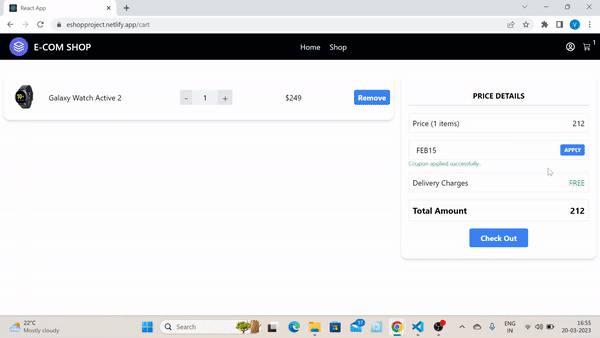 React App
eshopproject.netlify.app/cart
V
E-COM SHOP
Home Shop
1
Galaxy Watch Active 2
- 1 +
$249
Remove
PRICE DETAILS
Price (1 items) 212
FEB15 APPLY
Coupon applied successfully.
Delivery Charges FREE
Total Amount 212
Check Out
22°C
Mostly cloudy
Search
ENG
IN
16:55
20-03-2023